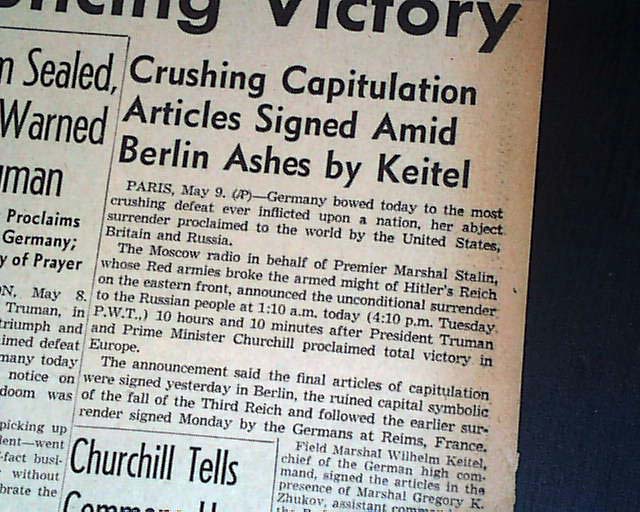 Victory
Sealed,
Warned
Proclaims
Germany;
of Prayer
May 8.
Truman, in
triumph and
defeat
today
notice on
doom was
picking up
went
busi-
without
the
Crushing Capitulation
Articles Signed Amid
Berlin Ashes by Keitel
PARIS, May 9. (AP)—Germany bowed today to the most
crushing defeat ever inflicted upon a nation, her abject
surrender proclaimed to the world by the United States,
Britain and Russia.
The Moscow radio in behalf of Premier Marshal Stalin,
whose Red armies broke the armed might of Hitler's Reich
on the eastern front, announced the unconditional surrender
to the Russian people at 1:10 a.m. today (4:10 p.m. Tuesday
P.W.T.,) 10 hours and 10 minutes after President Truman
and Prime Minister Churchill proclaimed total victory in
Europe.
The announcement said the final articles of capitulation
were signed yesterday in Berlin, the ruined capital symbolic
of the fall of the Third Reich and followed the earlier sur-
render signed Monday by the Germans at Reims, France.
Churchill Tells
Field Marshal Wilhelm Keitel,
chief of the German high com-
mand, signed the articles in the
presence of Marshal Gregory K.
Zhukov, assistant